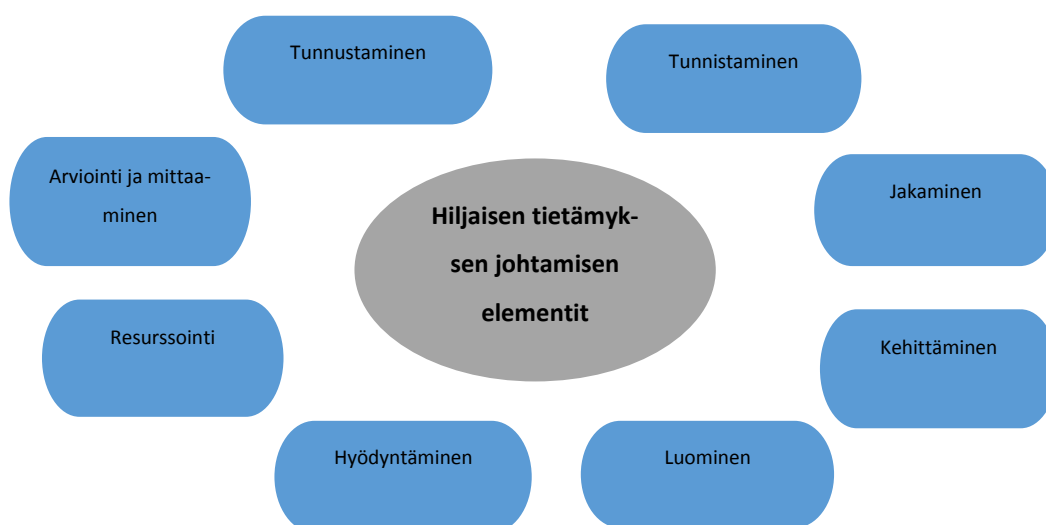 Tunnustaminen
Tunnistaminen
Arviointi ja mittaa-
minen
Jakaminen
Hiljaisen tietämyk-
sen johtamisen
elementit
Resurssointi
Kehittäminen
Hyödyntäminen
Luominen